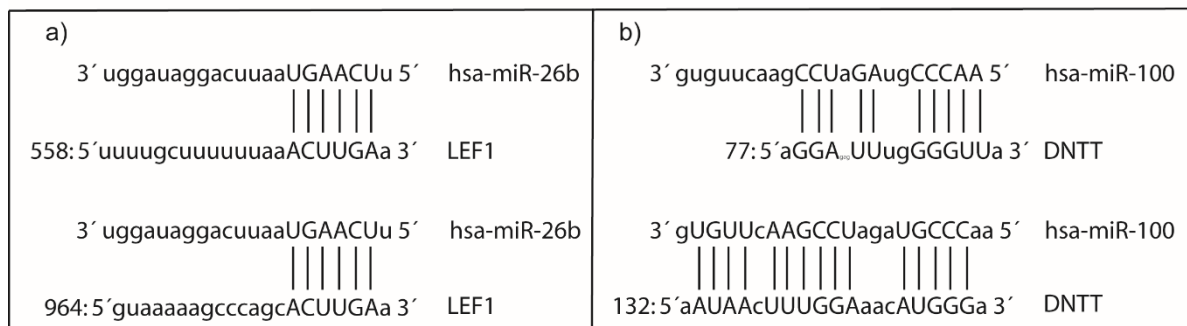 a)
3´ uggauaggacuuaaUGAACUu 5´ hsa-miR-26b
558:5´uuuugcuuuuuuaaACUUGAa 3´ LEF1
3´ uggauaggacuuaaUGAACUu 5´ hsa-miR-26b
964:5´guaaaaagcccagcACUUGAa 3´ LEF1
b)
3´ guguucaagCCUaGAugCCCAA 5´ hsa-miR-100
77:5´aGGA UUugGGGUUa 3´ DNTT
3´ gUGUUcAAGCCUagaUGCCCaa 5´ hsa-miR-100
132:5´aAUAAcUUUGGAaacAUGGGa 3´ DNTT